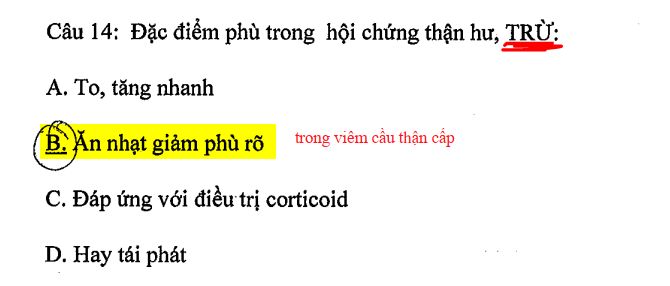 Câu 14: Đặc điểm phù trong hội chứng thận hư, TRỪ:
A. To, tăng nhanh
B. Ăn nhạt giảm phù rõ trong viêm cầu thận cấp
C. Đáp ứng với điều trị corticoid
D. Hay tái phát